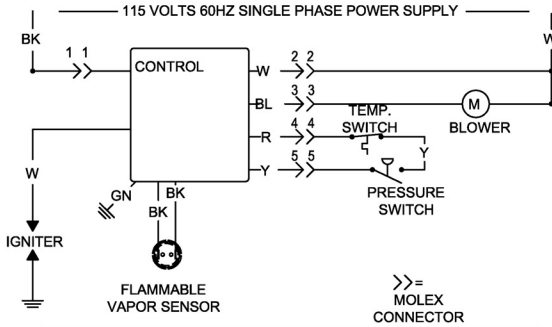 115 VOLTS 60HZ SINGLE PHASE POWER SUPPLY
BK
W
1 1
CONTROL
W
2 2
BL
3 3
M
BLOWER
TEMP.
SWITCH
R
4 4
Y
Y
5 5
PRESSURE
SWITCH
W
GN
BK
BK
IGNITER
FLAMMABLE
VAPOR SENSOR
>>=
MOLEX
CONNECTOR